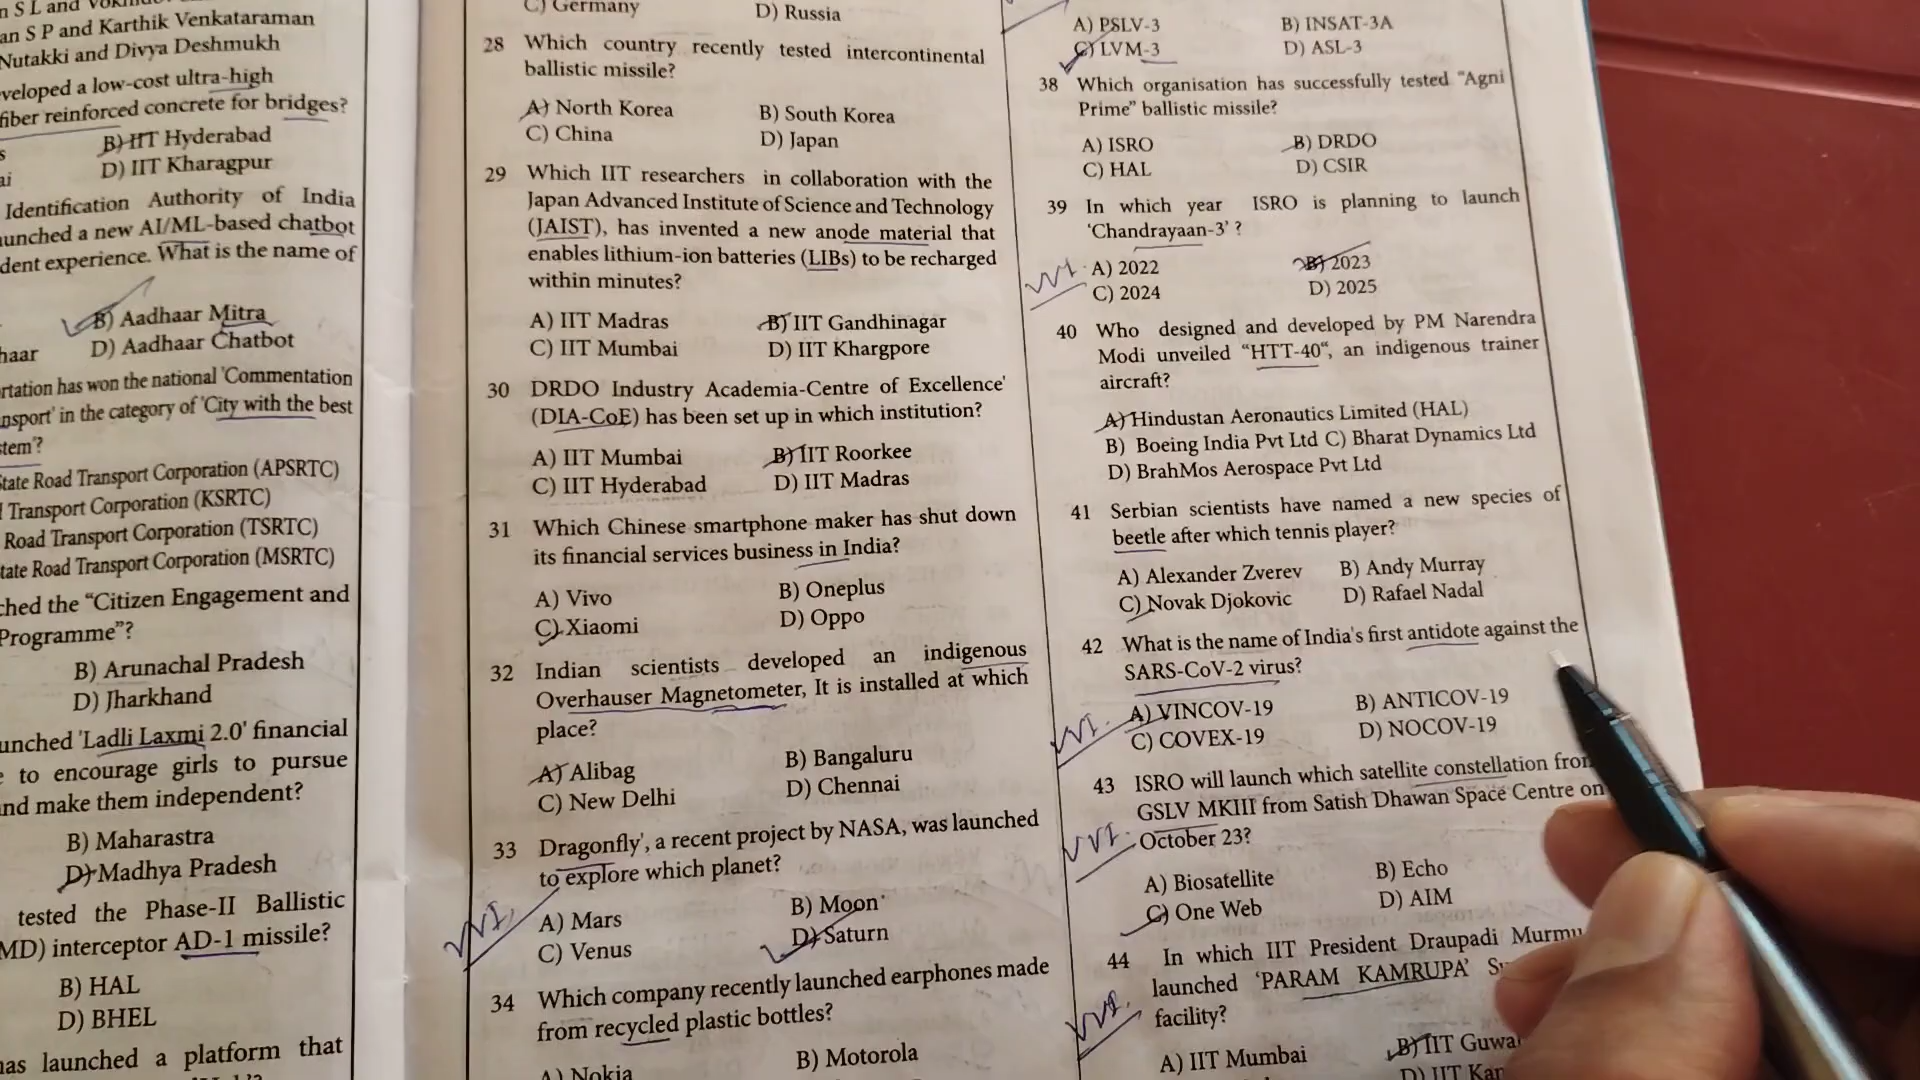 n S L and
an S P and Karthik Venkataraman
Nutakki and Divya Deshmukh
veloped a low-cost ultra-high
fiber reinforced concrete for bridges?
s B) IIT Hyderabad
ai D) IIT Kharagpur
Identification Authority of India
unched a new AI/ML-based chatbot
dent experience. What is the name of
B) Aadhaar Mitra
haar D) Aadhaar Chatbot
rtation has won the national 'Commentation
nsport' in the category of 'City with the best
stem'?
State Road Transport Corporation (APSRTC)
Transport Corporation (KSRTC)
Road Transport Corporation (TSRTC)
tate Road Transport Corporation (MSRTC)
ched the "Citizen Engagement and
Programme"?
B) Arunachal Pradesh
D) Jharkhand
unched 'Ladli Laxmi 2.0' financial
e to encourage girls to pursue
nd make them independent?
B) Maharastra
D) Madhya Pradesh
tested the Phase-II Ballistic
MD) interceptor AD-1 missile?
B) HAL
D) BHEL
has launched a platform that
C) Germany D) Russia
28 Which country recently tested intercontinental
ballistic missile?
A) North Korea B) South Korea
C) China D) Japan
29 Which IIT researchers in collaboration with the
Japan Advanced Institute of Science and Technology
(JAIST), has invented a new anode material that
enables lithium-ion batteries (LIBs) to be recharged
within minutes?
A) IIT Madras B) IIT Gandhinagar
C) IIT Mumbai D) IIT Khargpore
30 DRDO Industry Academia-Centre of Excellence'
(DIA-CoE) has been set up in which institution?
A) IIT Mumbai B) IIT Roorkee
C) IIT Hyderabad D) IIT Madras
31 Which Chinese smartphone maker has shut down
its financial services business in India?
A) Vivo B) Oneplus
C) Xiaomi D) Oppo
32 Indian scientists developed an indigenous
Overhauser Magnetometer, It is installed at which
place?
A) Alibag B) Bangaluru
C) New Delhi D) Chennai
33 Dragonfly', a recent project by NASA, was launched
to explore which planet?
VVI. A) Mars B) Moon
C) Venus D) Saturn
34 Which company recently launched earphones made
from recycled plastic bottles?
A) Nokia B) Motorola
A) PSLV-3 B) INSAT-3A
C) LVM-3 D) ASL-3
38 Which organisation has successfully tested "Agni
Prime" ballistic missile?
A) ISRO B) DRDO
C) HAL D) CSIR
39 In which year ISRO is planning to launch
'Chandrayaan-3' ?
VVI. A) 2022 B) 2023
C) 2024 D) 2025
40 Who designed and developed by PM Narendra
Modi unveiled "HTT-40", an indigenous trainer
aircraft?
A) Hindustan Aeronautics Limited (HAL)
B) Boeing India Pvt Ltd C) Bharat Dynamics Ltd
D) BrahMos Aerospace Pvt Ltd
41 Serbian scientists have named a new species of
beetle after which tennis player?
A) Alexander Zverev B) Andy Murray
C) Novak Djokovic D) Rafael Nadal
42 What is the name of India's first antidote against the
SARS-CoV-2 virus?
VVI. A) VINCOV-19 B) ANTICOV-19
C) COVEX-19 D) NOCOV-19
43 ISRO will launch which satellite constellation from
GSLV MKIII from Satish Dhawan Space Centre on
VVI. October 23?
A) Biosatellite B) Echo
C) One Web D) AIM
44 In which IIT President Draupadi Murmu
launched 'PARAM KAMRUPA' Su
VVI. facility?
A) IIT Mumbai B) IIT Guwa
D) IIT Kan